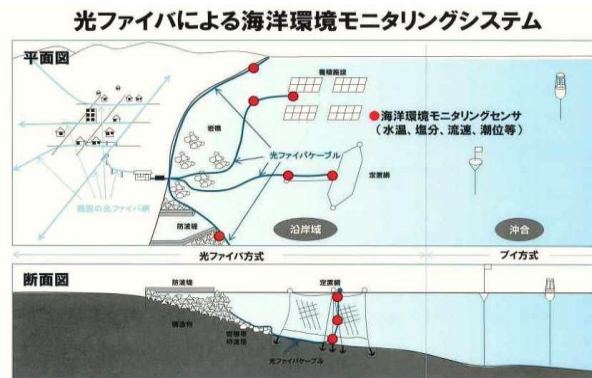 光ファイバによる海洋環境モニタリングシステム
平面図
養殖施設
海洋環境モニタリングセンサ
(水温、塩分、流速、潮位等)
岩礁
光ファイバケーブル
定置網
既設の光ファイバ網
防波堤
沿岸域
沖合
光ファイバ方式
ブイ方式
断面図
防波堤
定置網
構造物
光ファイバケーブル